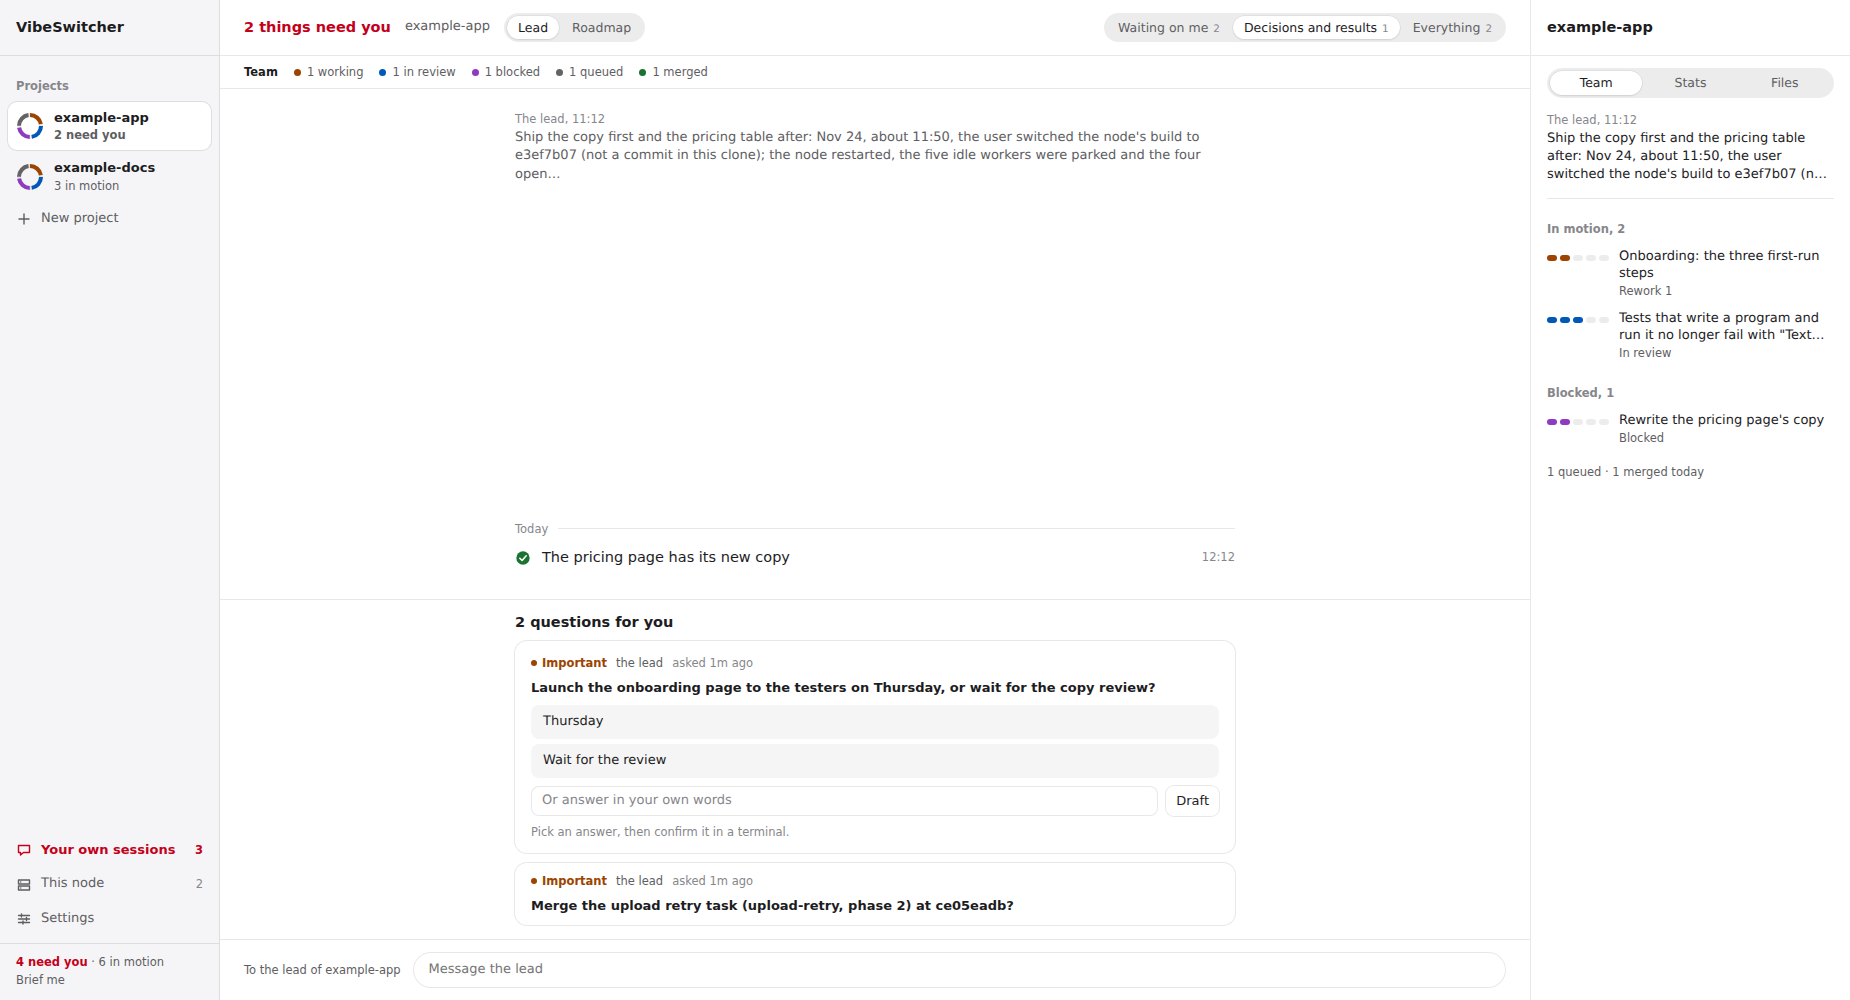 VibeSwitcher
Projects
example-app
2 need you
example-docs
3 in motion
New project
Your own sessions 3
This node 2
Settings
4 need you · 6 in motion
Brief me
2 things need you example-app Lead Roadmap
Waiting on me 2 Decisions and results 1 Everything 2
Team 1 working 1 in review 1 blocked 1 queued 1 merged
The lead, 11:12
Ship the copy first and the pricing table after: Nov 24, about 11:50, the user switched the node's build to
e3ef7b07 (not a commit in this clone); the node restarted, the five idle workers were parked and the four
open…
Today
The pricing page has its new copy 12:12
2 questions for you
Important the lead asked 1m ago
Launch the onboarding page to the testers on Thursday, or wait for the copy review?
Thursday
Wait for the review
Or answer in your own words Draft
Pick an answer, then confirm it in a terminal.
Important the lead asked 1m ago
Merge the upload retry task (upload-retry, phase 2) at ce05eadb?
To the lead of example-app Message the lead
example-app
Team Stats Files
The lead, 11:12
Ship the copy first and the pricing table
after: Nov 24, about 11:50, the user
switched the node's build to e3ef7b07 (n…
In motion, 2
Onboarding: the three first-run
steps
Rework 1
Tests that write a program and
run it no longer fail with "Text…
In review
Blocked, 1
Rewrite the pricing page's copy
Blocked
1 queued · 1 merged today